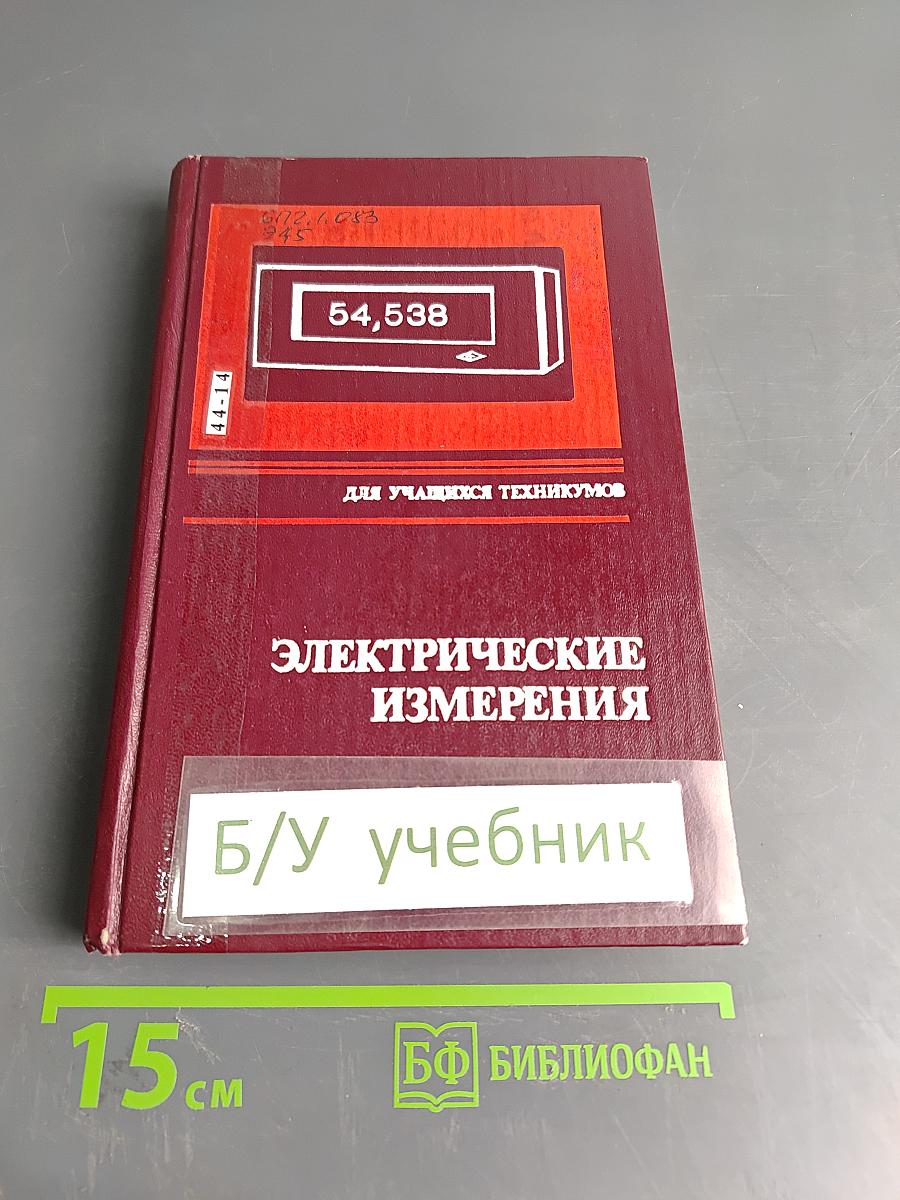 6П2.1.083
Э45
54,538
44-14
ДЛЯ УЧАЩИХСЯ ТЕХНИКУМОВ
ЭЛЕКТРИЧЕСКИЕ
ИЗМЕРЕНИЯ
Б/У учебник
15 см
БФ БИБЛИОФАН